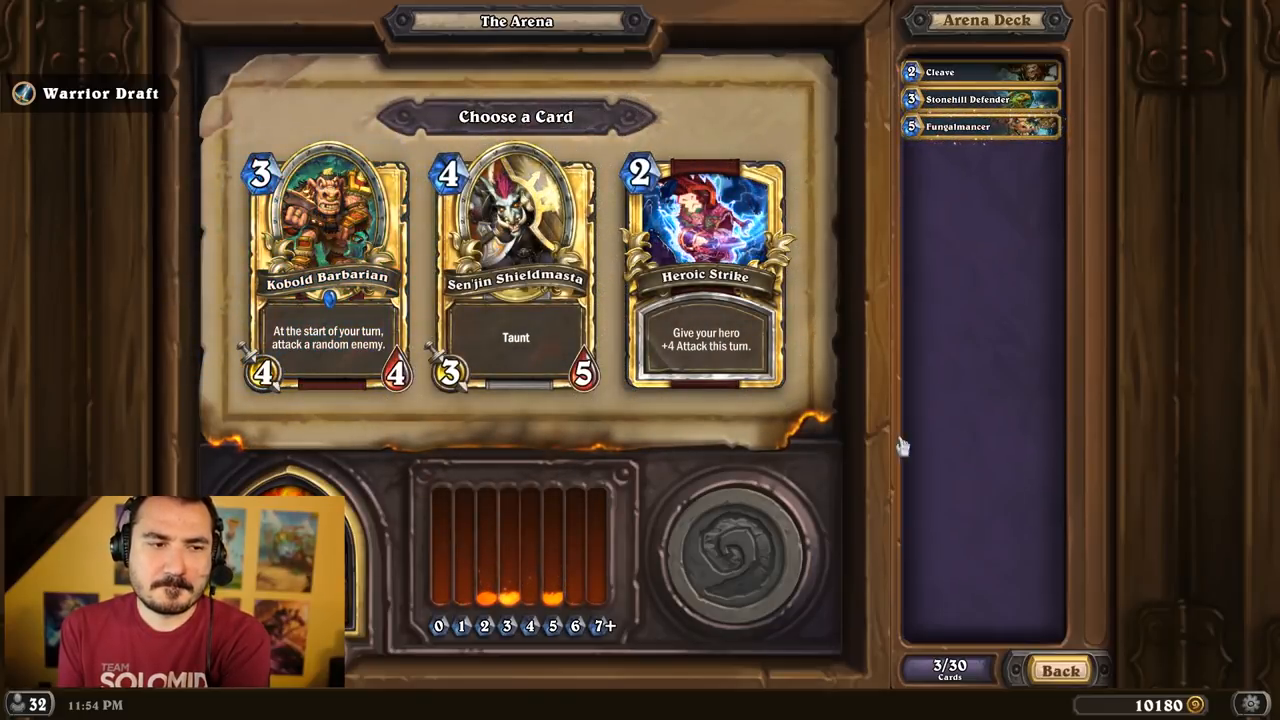 The Arena
Arena Deck
Warrior Draft
2 Cleave
3 Stonehill Defender
5 Fungalmancer
Choose a Card
3
4
2
Kobold Barbarian
Sen'jin Shieldmasta
Heroic Strike
At the start of your turn,
attack a random enemy.
Taunt
Give your hero
+4 Attack this turn.
4
4
3
5
0 1 2 3 4 5 6 7+
TEAM
SOLOMID
3/30
Cards
Back
32
11:54 PM
10180